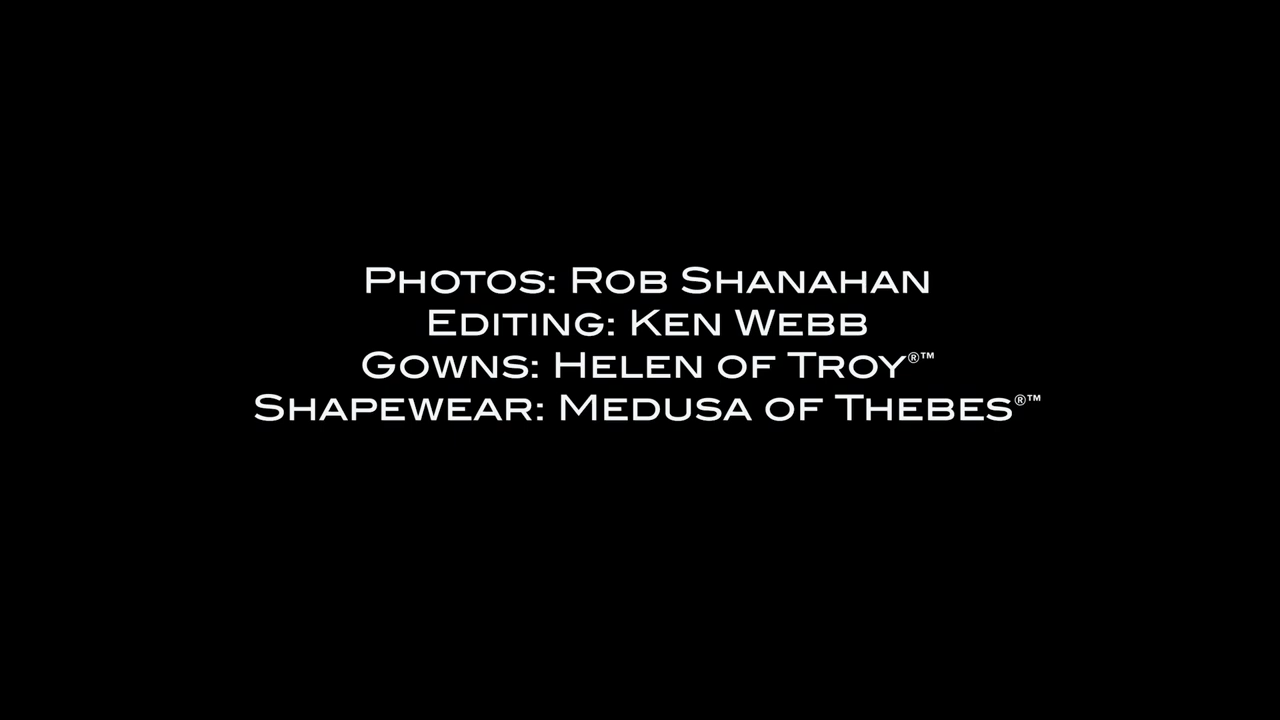 Photos: Rob Shanahan
Editing: Ken Webb
Gowns: Helen of Troy®™
Shapewear: Medusa of Thebes®™